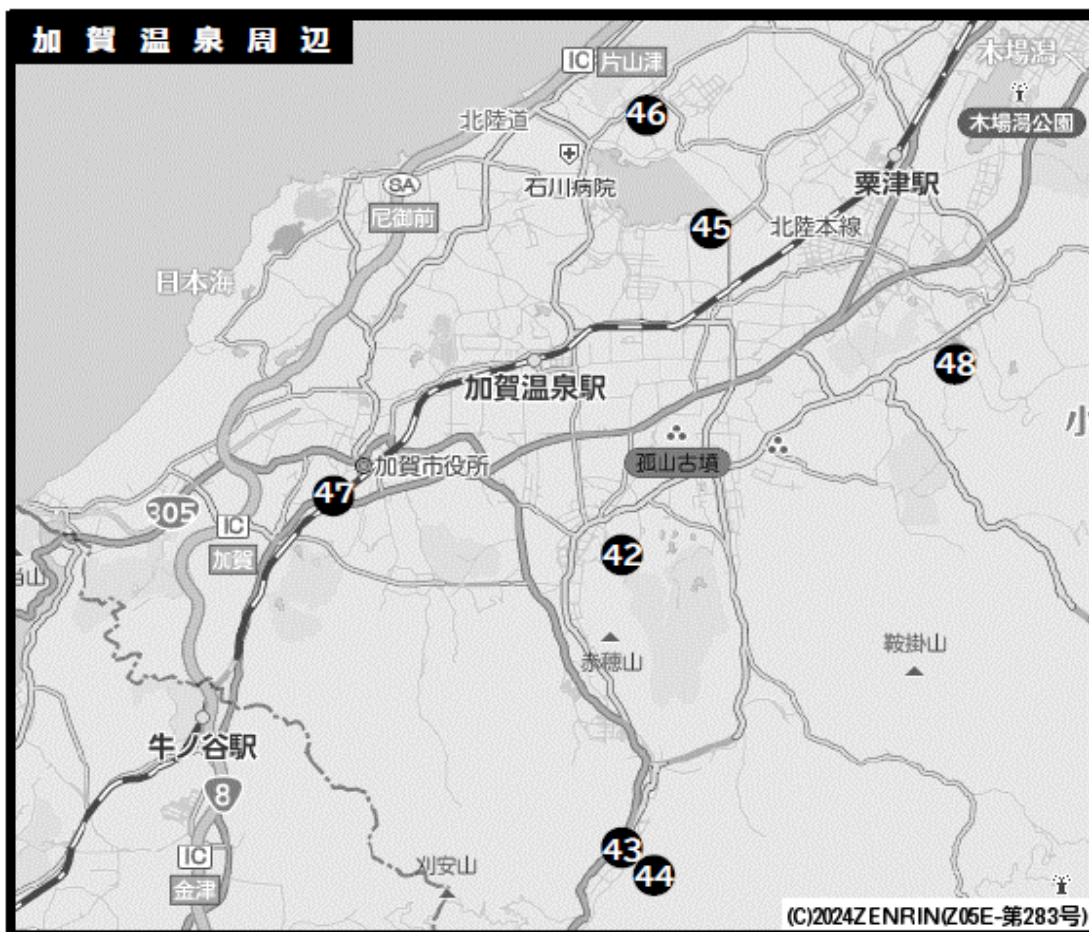 加賀温泉周辺
IC 片山津
木場潟
46
北陸道
木場潟公園
石川病院
粟津駅
SA
尼御前
45
北陸本線
日本海
48
加賀温泉駅
小
加賀市役所
孤山古墳
47
305
IC
加賀
42
赤穂山
鞍掛山
牛ノ谷駅
8
43
44
IC
金津
刈安山
(C)2024ZENRIN(Z05E-第283号)